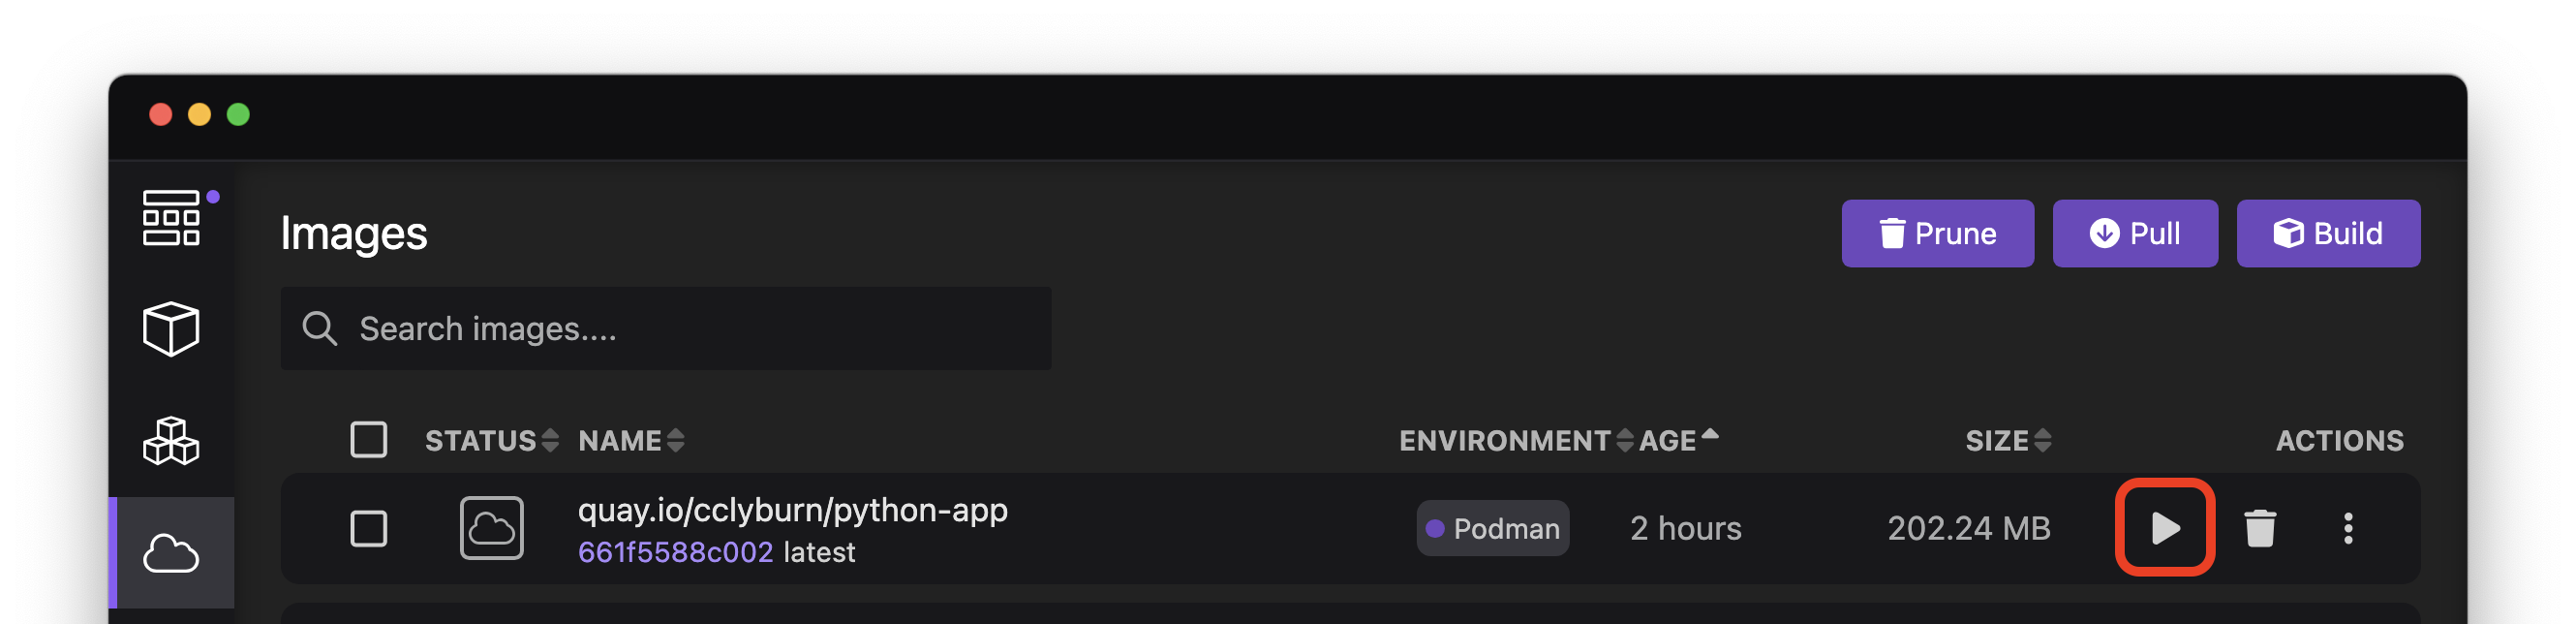 Images
Prune Pull Build
Search images....
STATUS NAME ENVIRONMENT AGE SIZE ACTIONS
quay.io/cclyburn/python-app
661f5588c002 latest
Podman 2 hours 202.24 MB